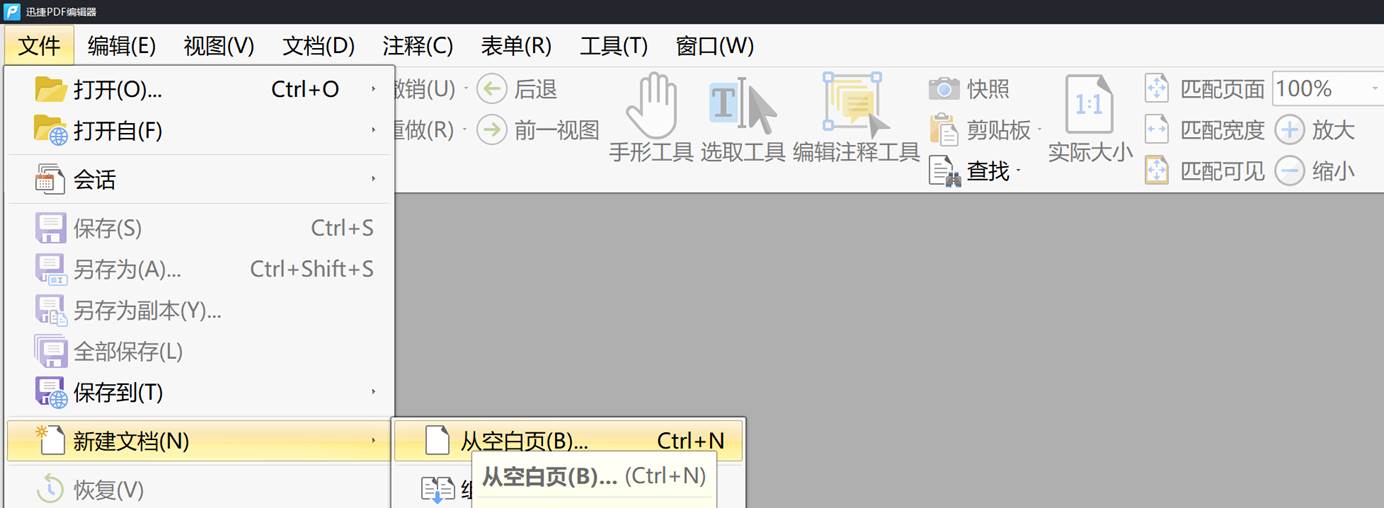 迅捷PDF编辑器
文件 编辑(E) 视图(V) 文档(D) 注释(C) 表单(R) 工具(T) 窗口(W)
打开(O)... Ctrl+O
打开自(F)
会话
保存(S) Ctrl+S
另存为(A)... Ctrl+Shift+S
另存为副本(Y)...
全部保存(L)
保存到(T)
新建文档(N)
恢复(V)
撤销(U)
重做(R)
后退
前一视图
手形工具
选取工具
编辑注释工具
快照
剪贴板
查找
1:1
实际大小
匹配页面 100%
匹配宽度 放大
匹配可见 缩小
从空白页(B)... Ctrl+N
从空白页(B)... (Ctrl+N)